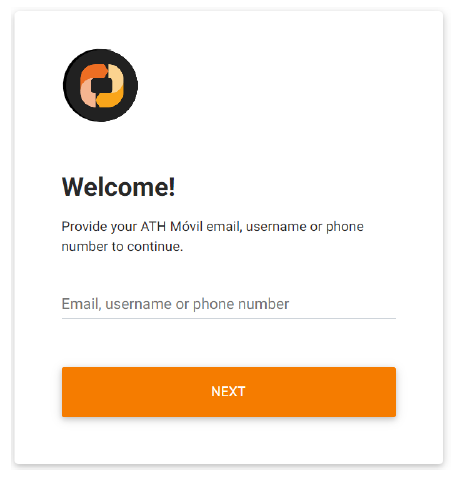 Welcome!
Provide your ATH Móvil email, username or phone
number to continue.
Email, username or phone number
NEXT